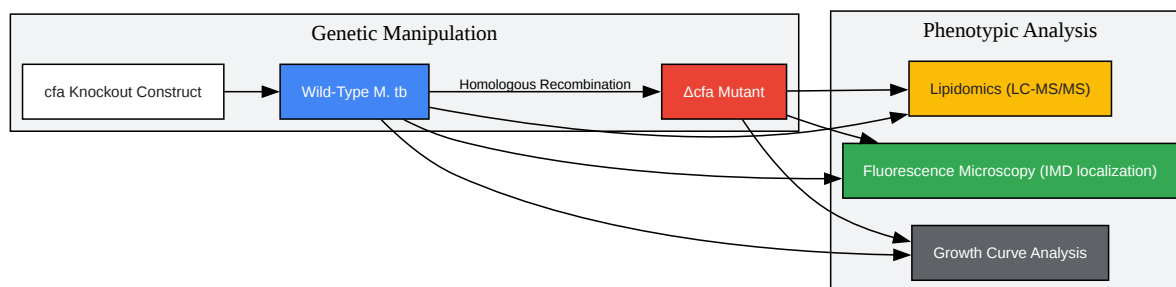 Genetic Manipulation
Phenotypic Analysis
cfa Knockout Construct
Wild-Type M. tb
Homologous Recombination
Δcfa Mutant
Lipidomics (LC-MS/MS)
Fluorescence Microscopy (IMD localization)
Growth Curve Analysis